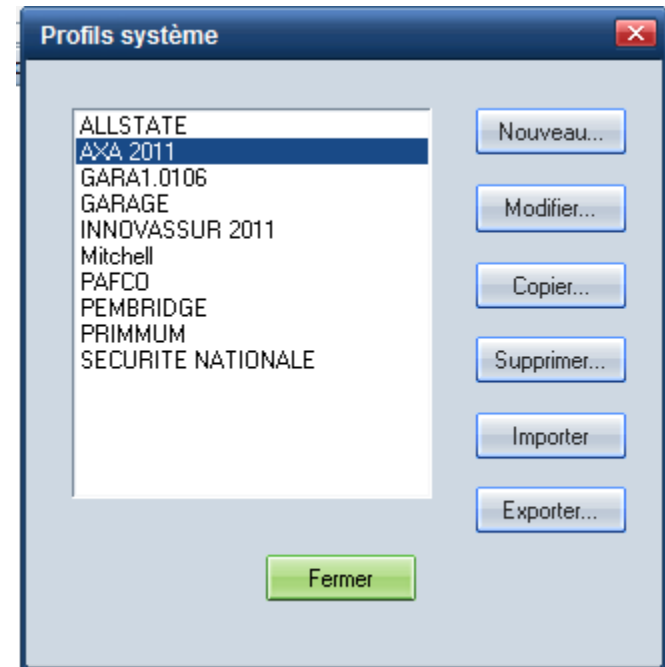 Profils système
ALLSTATE
AXA 2011
GARA1.0106
GARAGE
INNOVASSUR 2011
Mitchell
PAFCO
PEMBRIDGE
PRIMMUM
SECURITE NATIONALE
Nouveau...
Modifier...
Copier...
Supprimer...
Importer
Exporter...
Fermer